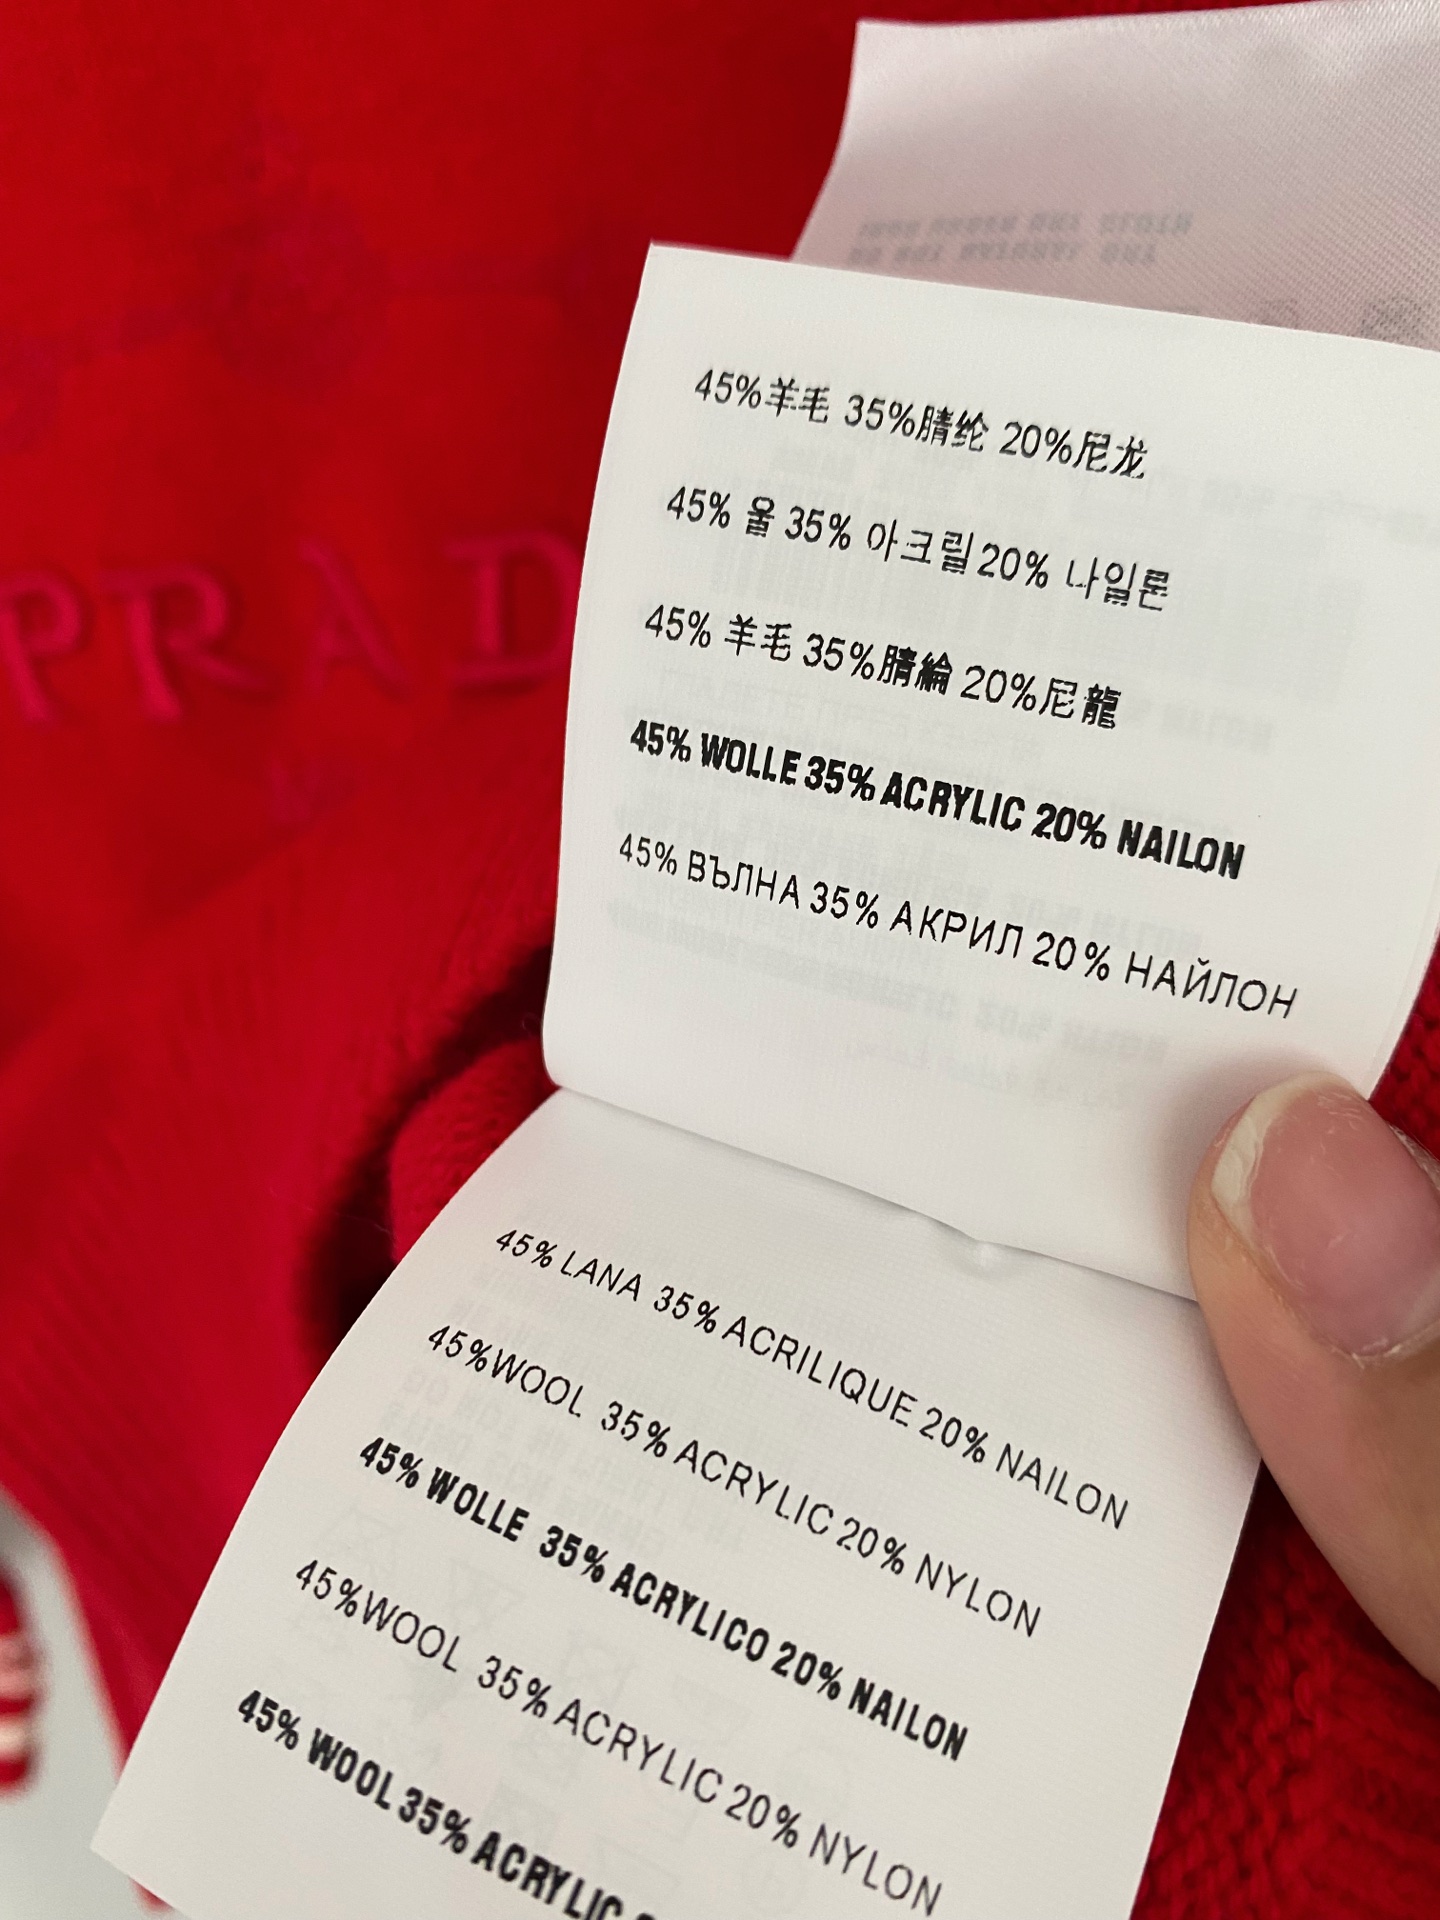 PRAD
45%羊毛 35%腈纶 20%尼龙
45% 울 35% 아크릴 20% 나일론
45% 羊毛 35%腈綸 20%尼龍
45% WOLLE 35% ACRYLIC 20% NAILON
45% ВЪЛНА 35% АКРИЛ 20% НАЙЛОН
45% LANA 35% ACRILIQUE 20% NAILON
45%WOOL 35% ACRYLIC 20% NYLON
45% WOLLE 35% ACRYLICO 20% NAILON
45%WOOL 35% ACRYLIC 20% NYLON
45% WOOL 35% ACRYLIC